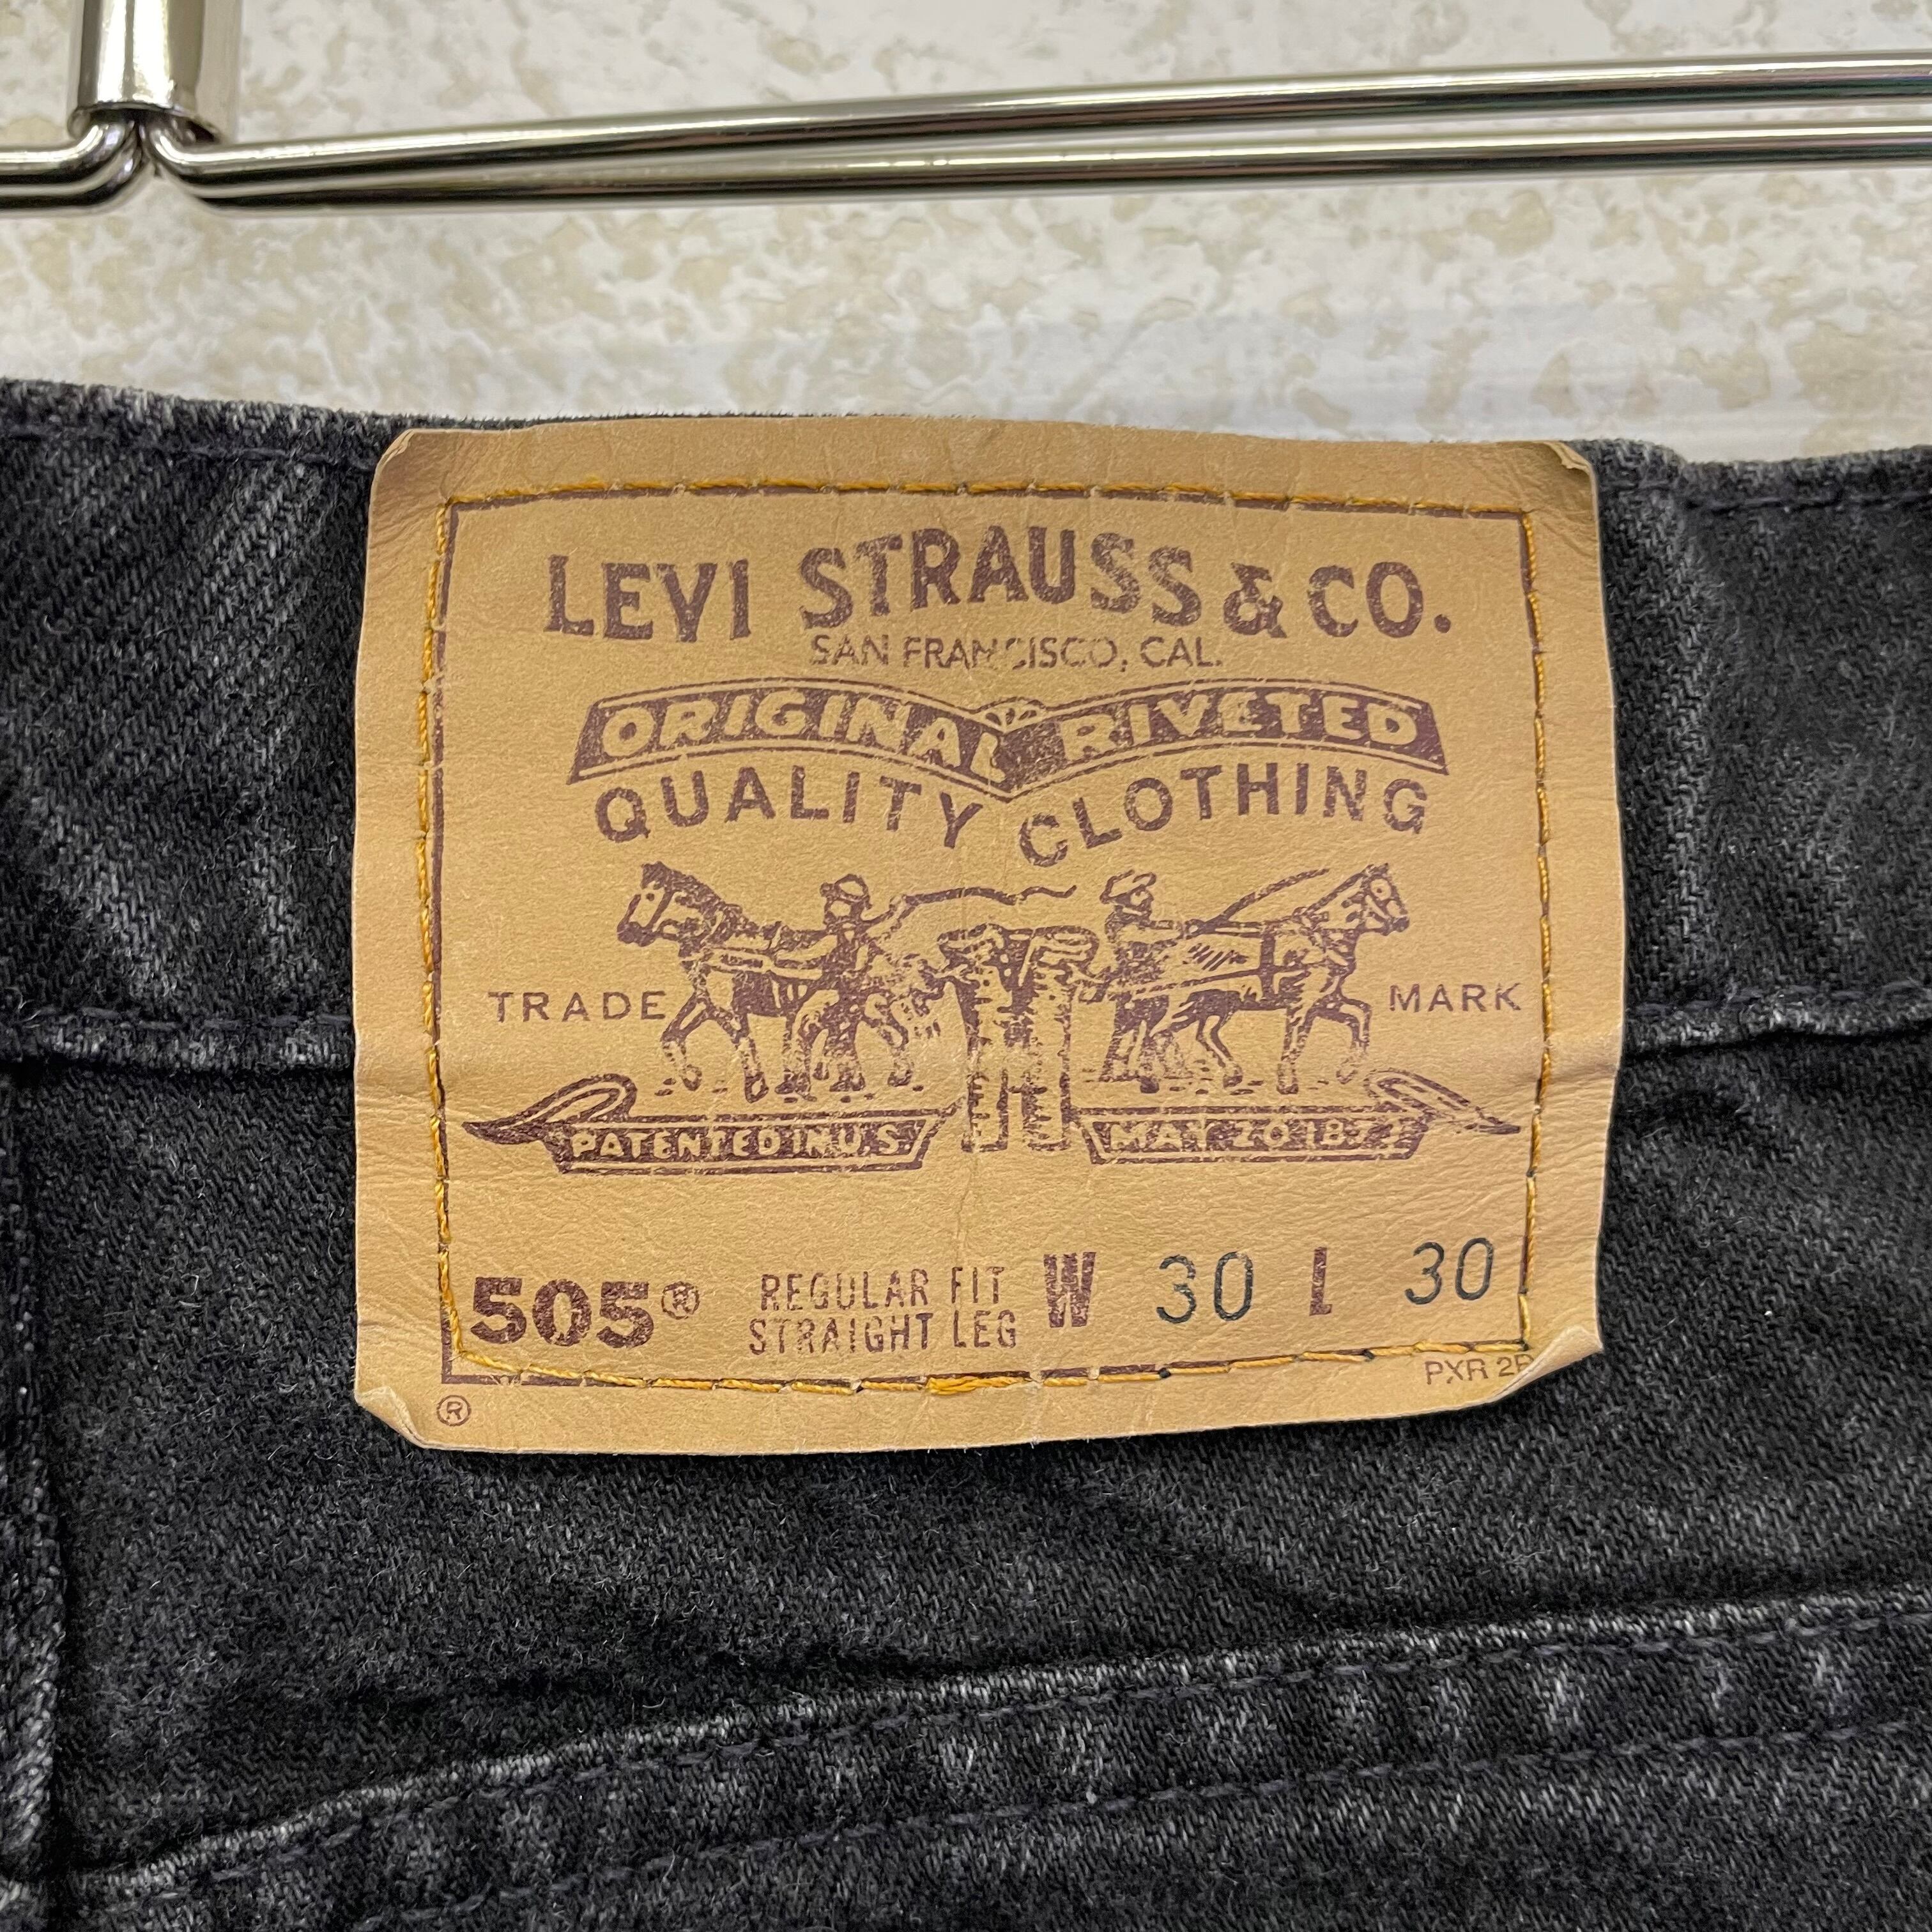 LEVI STRAUSS & CO.
SAN FRANCISCO, CAL.
ORIGINAL RIVETED
QUALITY CLOTHING
TRADE MARK
PATENTED IN U.S. MAY 20 1873
505® REGULAR FIT STRAIGHT LEG W 30 L 30
®
PXR